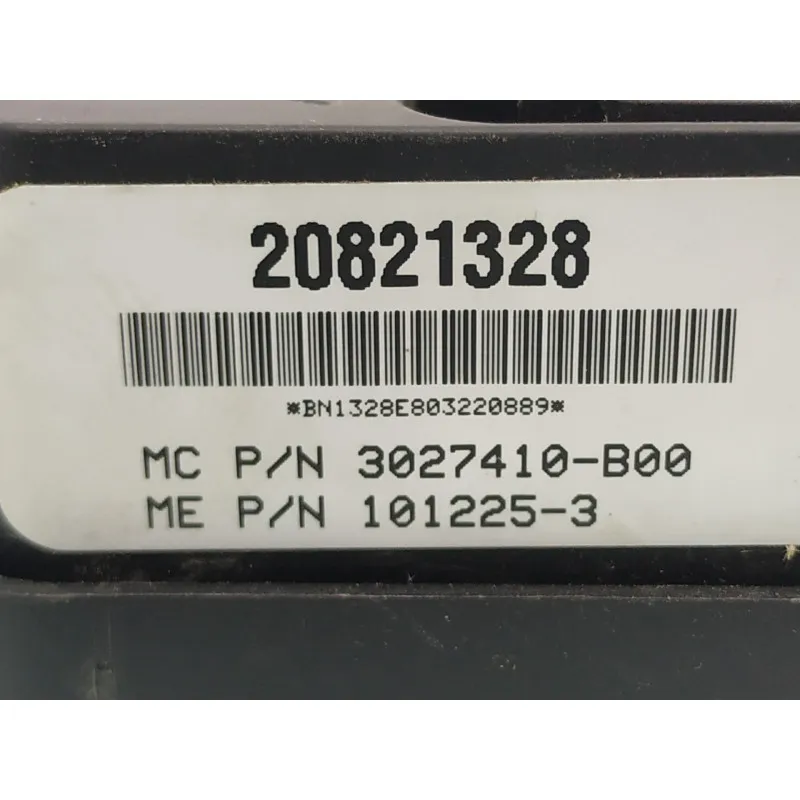 20821328
*BN1328E803220889*
MC P/N 3027410-B00
ME P/N 101225-3